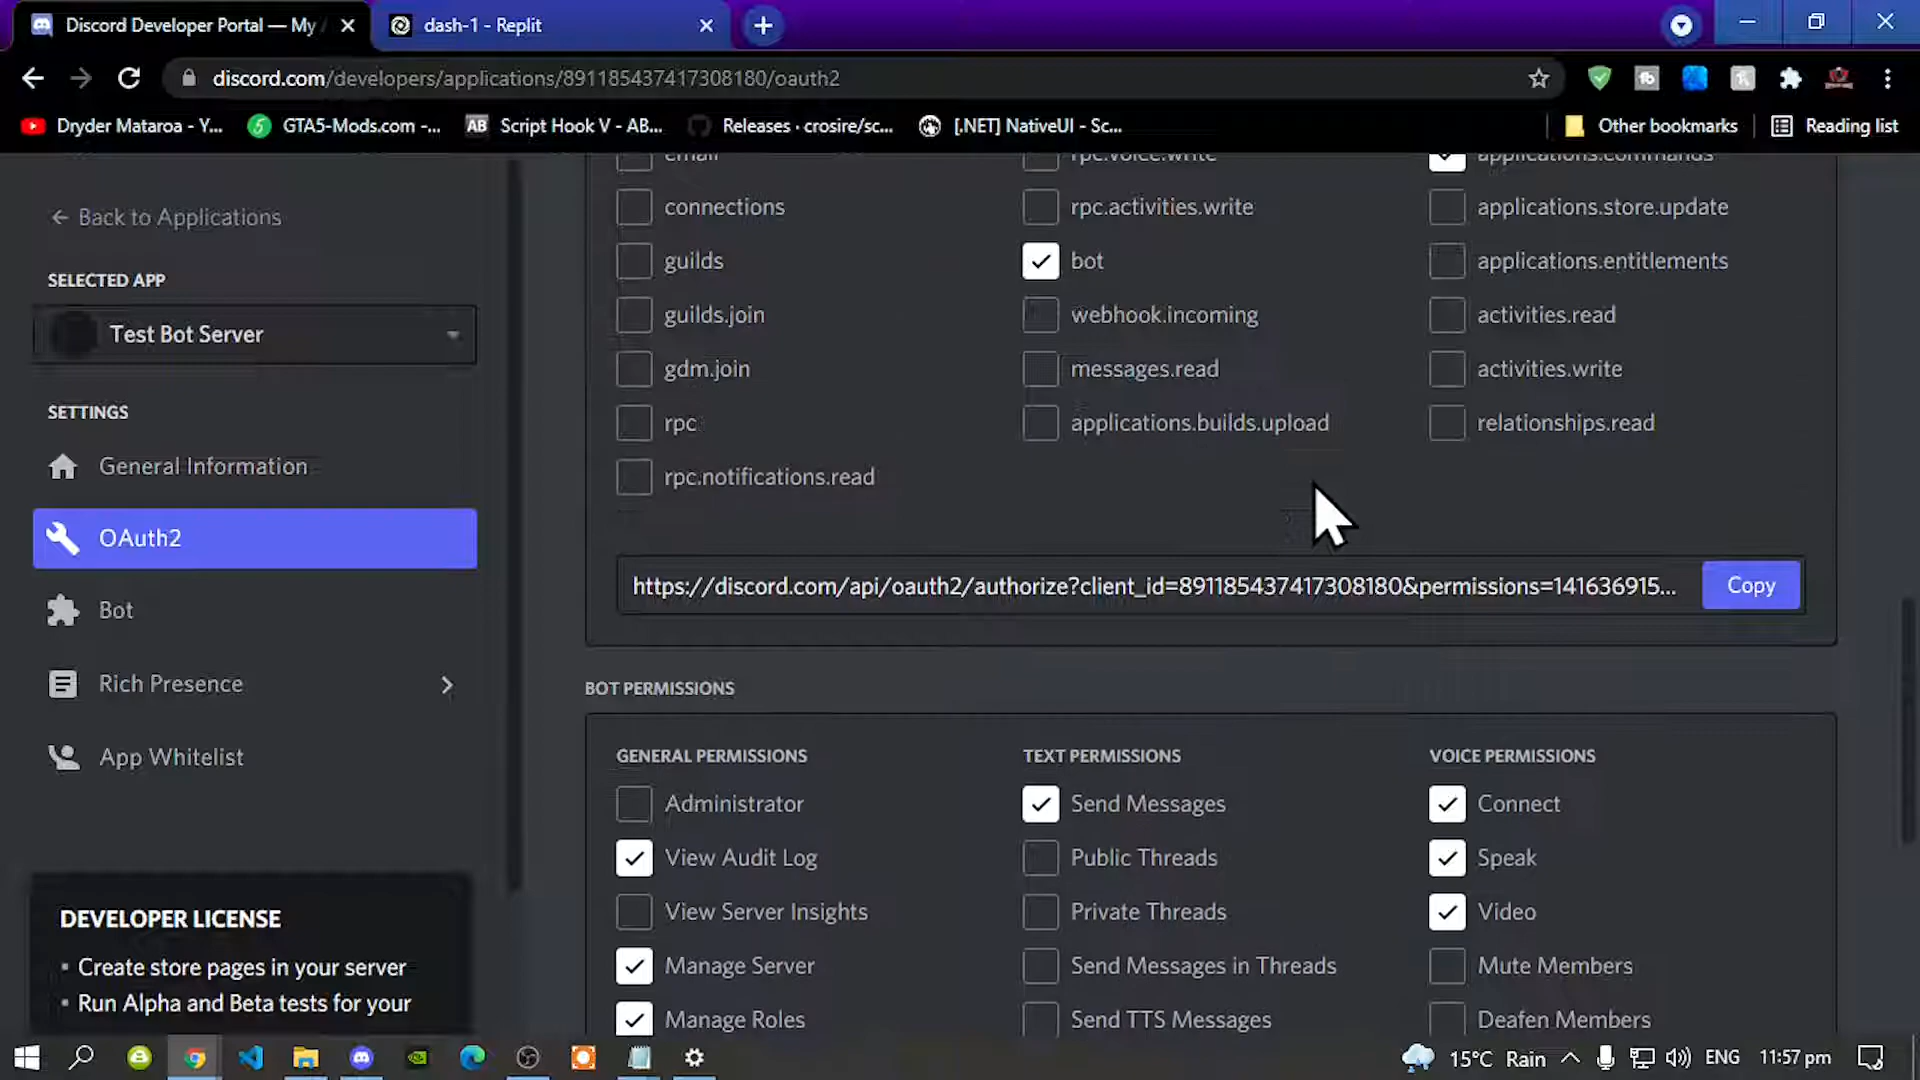 Discord Developer Portal — My
dash-1 - Replit
discord.com/developers/applications/891185437417308180/oauth2
Dryder Mataroa - Y...
GTA5-Mods.com -...
Script Hook V - AB...
Releases · crosire/sc...
[.NET] NativeUI - Sc...
Other bookmarks
Reading list
← Back to Applications
SELECTED APP
Test Bot Server
SETTINGS
General Information
OAuth2
Bot
Rich Presence
App Whitelist
DEVELOPER LICENSE
• Create store pages in your server
• Run Alpha and Beta tests for your
email rpc.voice.write applications.commands
connections rpc.activities.write applications.store.update
guilds bot applications.entitlements
guilds.join webhook.incoming activities.read
gdm.join messages.read activities.write
rpc applications.builds.upload relationships.read
rpc.notifications.read
https://discord.com/api/oauth2/authorize?client_id=891185437417308180&permissions=141636915... Copy
BOT PERMISSIONS
GENERAL PERMISSIONS TEXT PERMISSIONS VOICE PERMISSIONS
Administrator Send Messages Connect
View Audit Log Public Threads Speak
View Server Insights Private Threads Video
Manage Server Send Messages in Threads Mute Members
Manage Roles Send TTS Messages Deafen Members
15°C Rain ENG 11:57 pm